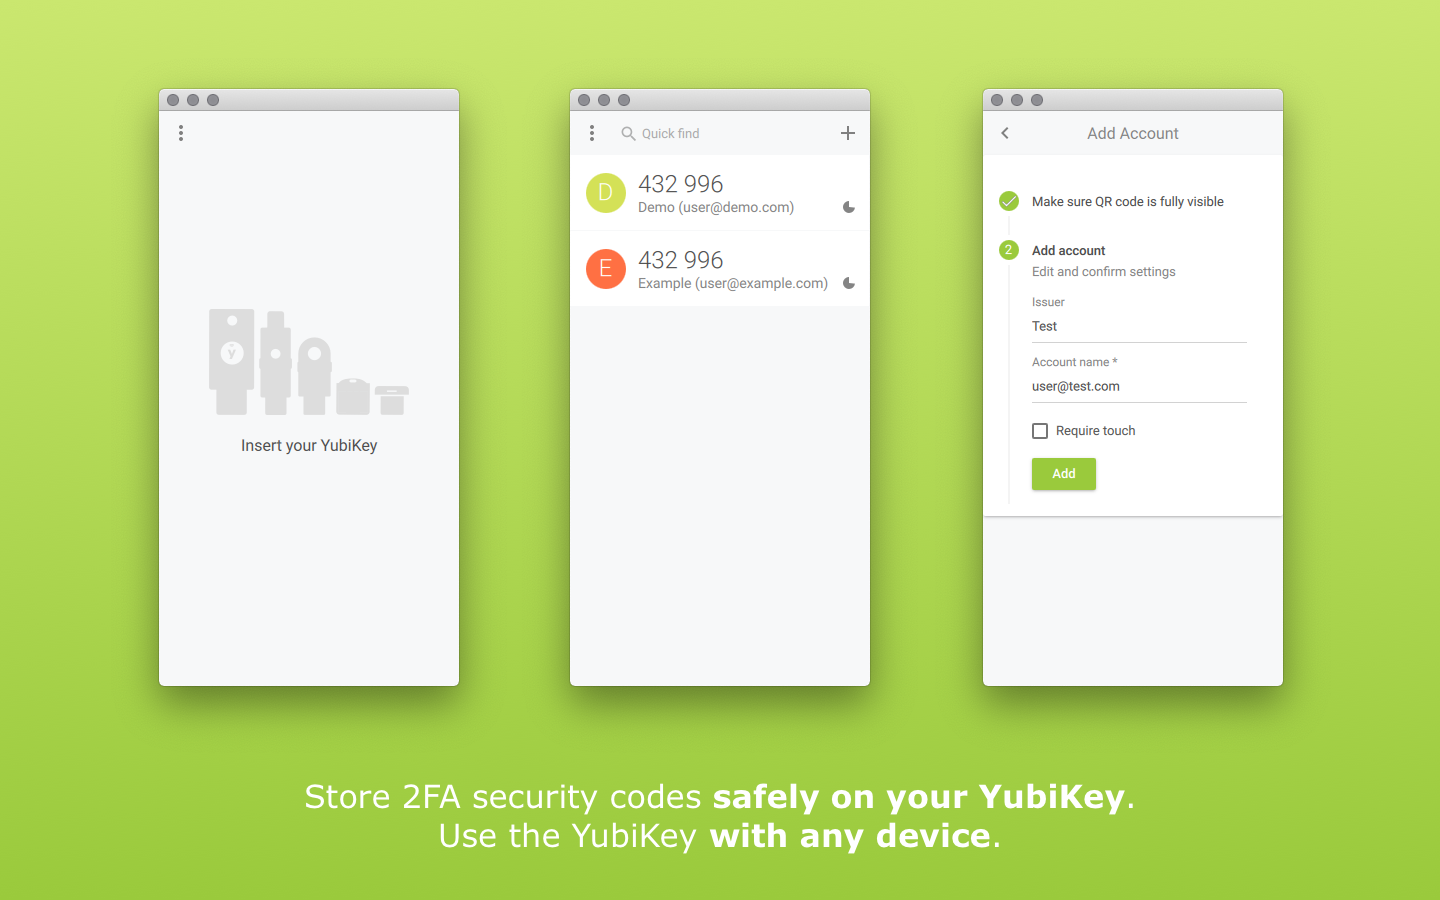 y
Insert your YubiKey
Quick find
D
432 996
Demo (user@demo.com)
E
432 996
Example (user@example.com)
Add Account
Make sure QR code is fully visible
2
Add account
Edit and confirm settings
Issuer
Test
Account name *
user@test.com
Require touch
Add
Store 2FA security codes safely on your YubiKey.
Use the YubiKey with any device.